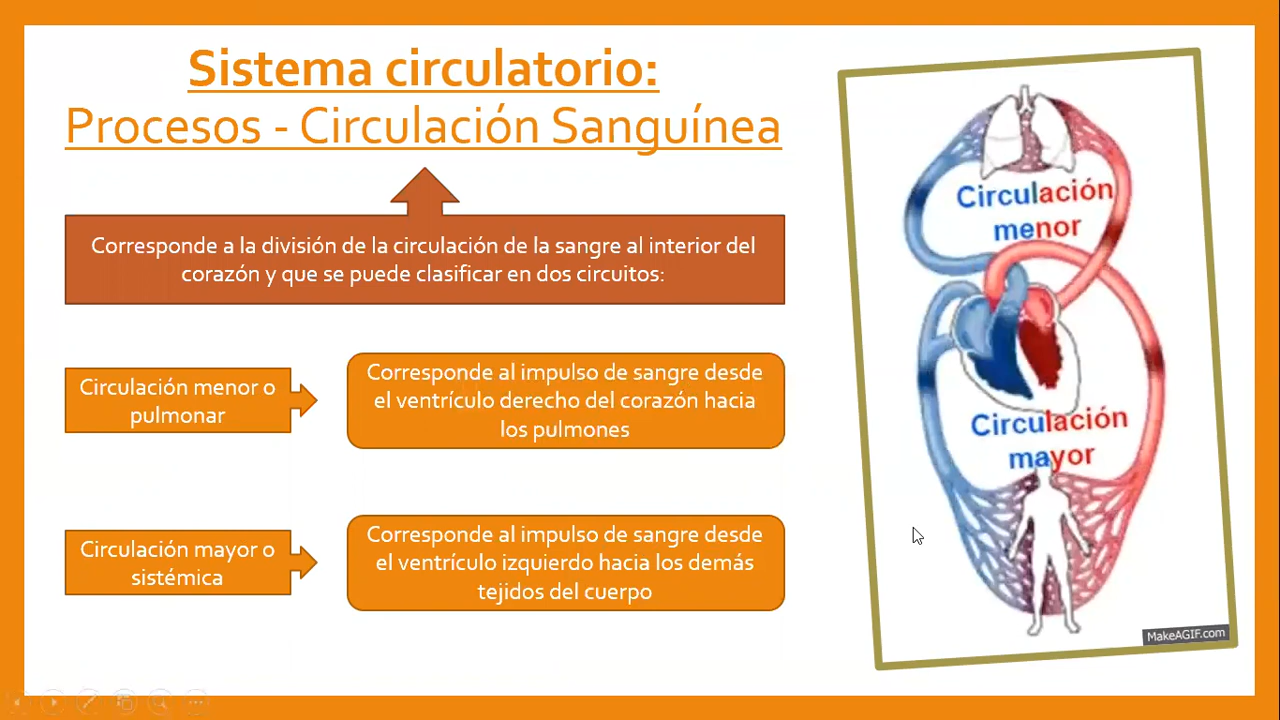 Sistema circulatorio:
Procesos - Circulación Sanguínea
Corresponde a la división de la circulación de la sangre al interior del
corazón y que se puede clasificar en dos circuitos:
Circulación menor o
pulmonar
Corresponde al impulso de sangre desde
el ventrículo derecho del corazón hacia
los pulmones
Circulación mayor o
sistémica
Corresponde al impulso de sangre desde
el ventrículo izquierdo hacia los demás
tejidos del cuerpo
Circulación
menor
Circulación
mayor
MakeAGIF.com